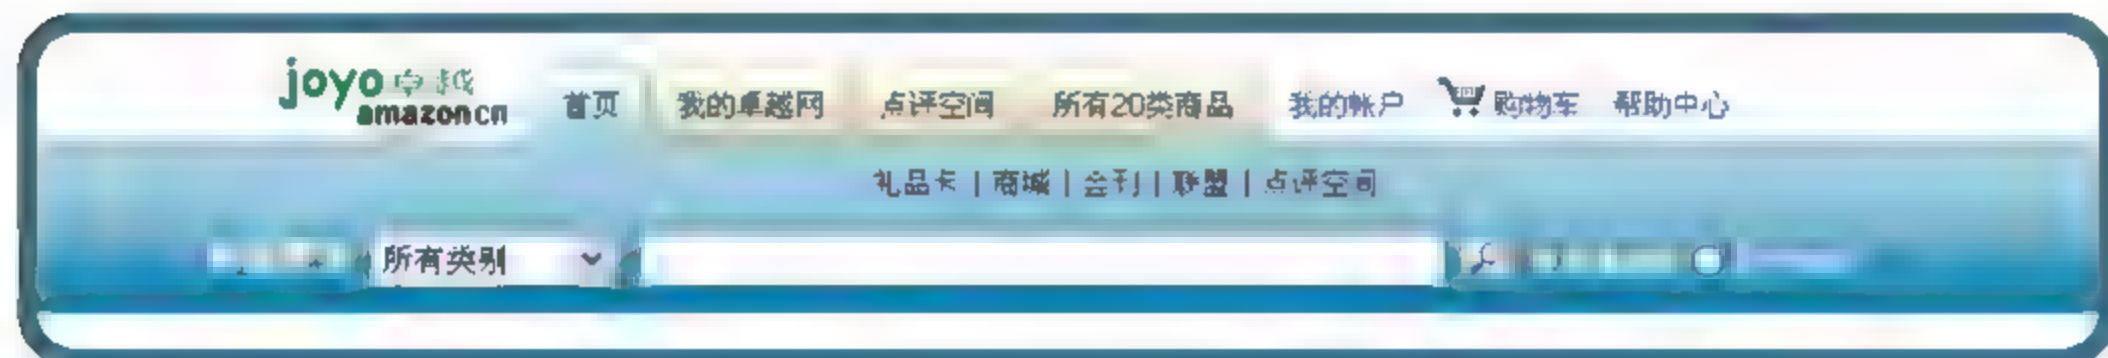 joyo 卓越
amazoncn
首页 我的卓越网 点评空间 所有20类商品 我的帐户 购物车 帮助中心
礼品卡 | 商城 | 会刊 | 联盟 | 点评空间
所有类别